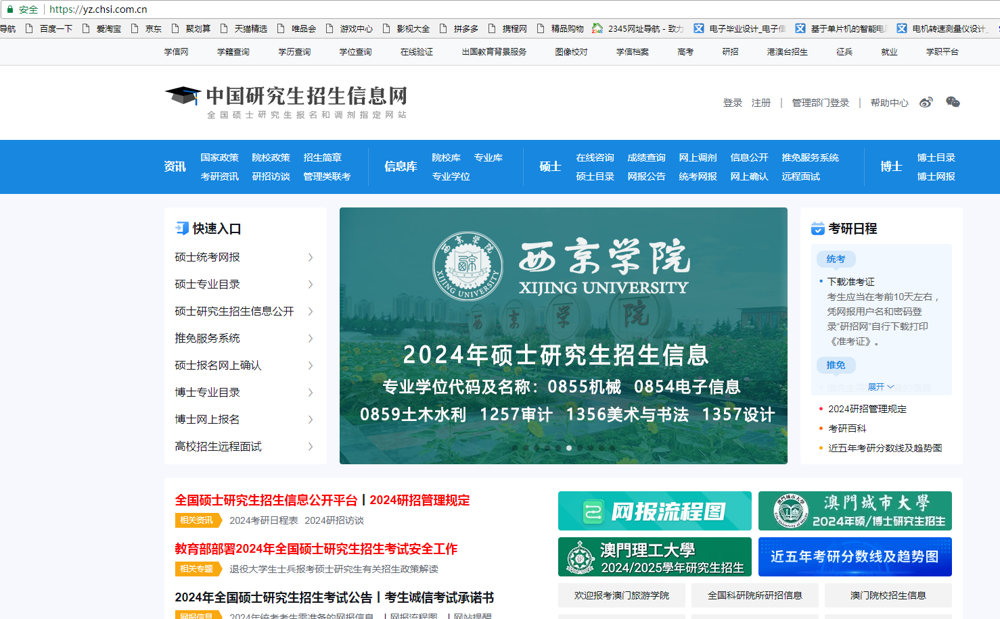 安全 https://yz.chsi.com.cn
导航 百度一下 爱淘宝 京东 聚划算 天猫精选 唯品会 游戏中心 影视大全 拼多多 携程网 精品购物 2345网址导航 - 致力 电子毕业设计_电子信 基于单片机的智能电 电机转速测量仪设计_
学信网 学籍查询 学历查询 学位查询 在线验证 出国教育背景服务 图像校对 学信档案 高考 研招 港澳台招生 征兵 就业 学职平台
中国研究生招生信息网
全国硕士研究生报名和调剂指定网站
登录 注册 | 管理部门登录 | 帮助中心
资讯
国家政策 院校政策 招生简章
考研资讯 研招访谈 管理类联考
信息库
院校库 专业库
专业学位
硕士
在线咨询 成绩查询 网上调剂 信息公开 推免服务系统
硕士目录 网报公告 统考网报 网上确认 远程面试
博士
博士目录
博士网报
快速入口
硕士统考网报
硕士专业目录
硕士研究生招生信息公开
推免服务系统
硕士报名网上确认
博士专业目录
博士网上报名
高校招生远程面试
西京学院
XIJING UNIVERSITY
西京学院
XIJING UNIVERSITY
西京学院
2024年硕士研究生招生信息
专业学位代码及名称：0855机械 0854电子信息
0859土木水利 1257审计 1356美术与书法 1357设计
考研日程
统考
下载准考证
考生应当在考前10天左右，
凭网报用户名和密码登
录“研招网”自行下载打印
《准考证》。
推免
展开
2024研招管理规定
考研百科
近五年考研分数线及趋势图
全国硕士研究生招生信息公开平台丨2024研招管理规定
相关资讯 2024考研日程表 2024研招访谈
教育部部署2024年全国硕士研究生招生考试安全工作
相关专题 退役大学生士兵报考硕士研究生有关招生政策解读
2024年全国硕士研究生招生考试公告丨考生诚信考试承诺书
网报信息 2024年统考考生需准备的网报信息 | 网报流程图 | 网站提醒
网报流程图
澳門城市大學
2024年硕/博士研究生招生
澳門理工大學
2024/2025學年研究生招生
近五年考研分数线及趋势图
欢迎报考澳门旅游学院 全国科研院所研招信息 澳门院校招生信息